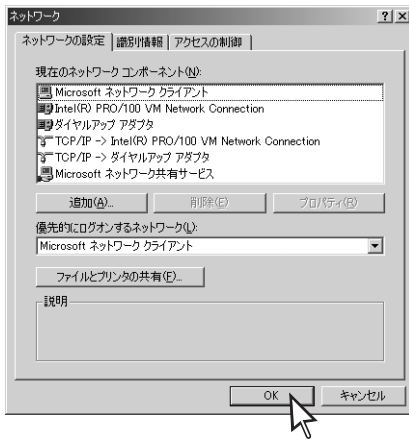 ネットワーク
ネットワークの設定 識別情報 アクセスの制御
現在のネットワーク コンポーネント(N):
Microsoft ネットワーク クライアント
Intel(R) PRO/100 VM Network Connection
ダイヤルアップ アダプタ
TCP/IP -> Intel(R) PRO/100 VM Network Connection
TCP/IP -> ダイヤルアップ アダプタ
Microsoft ネットワーク共有サービス
追加(A)... 削除(E) プロパティ(R)
優先的にログオンするネットワーク(L):
Microsoft ネットワーク クライアント
ファイルとプリンタの共有(F)...
説明
OK キャンセル